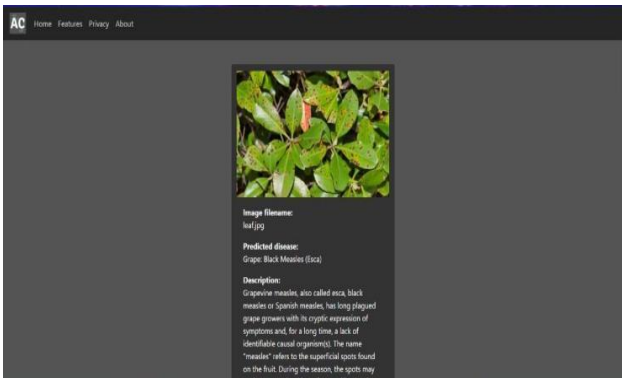 AC Home Features Privacy About
Image filename:
leaf.jpg
Predicted disease:
Grape: Black Measles (Esca)
Description:
Grapevine measles, also called esca, black
measles or Spanish measles, has long plagued
grape growers with its cryptic expression of
symptoms and, for a long time, a lack of
identifiable causal organism(s). The name
"measles" refers to the superficial spots found
on the fruit. During the season, the spots may